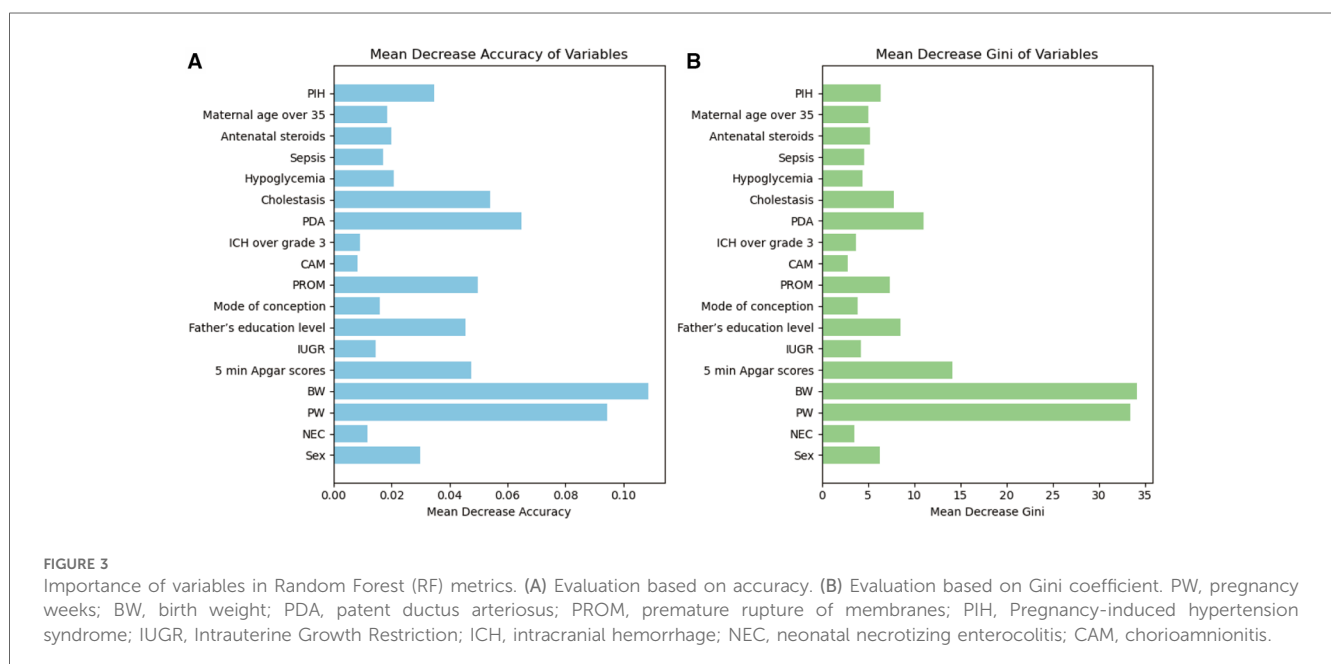 A
Mean Decrease Accuracy of Variables
PIH
Maternal age over 35
Antenatal steroids
Sepsis
Hypoglycemia
Cholestasis
PDA
ICH over grade 3
CAM
PROM
Mode of conception
Father's education level
IUGR
5 min Apgar scores
BW
PW
NEC
Sex
0.00 0.02 0.04 0.06 0.08 0.10
Mean Decrease Accuracy
B
Mean Decrease Gini of Variables
PIH
Maternal age over 35
Antenatal steroids
Sepsis
Hypoglycemia
Cholestasis
PDA
ICH over grade 3
CAM
PROM
Mode of conception
Father's education level
IUGR
5 min Apgar scores
BW
PW
NEC
Sex
0 5 10 15 20 25 30 35
Mean Decrease Gini
FIGURE 3
Importance of variables in Random Forest (RF) metrics. (A) Evaluation based on accuracy. (B) Evaluation based on Gini coefficient. PW, pregnancy
weeks; BW, birth weight; PDA, patent ductus arteriosus; PROM, premature rupture of membranes; PIH, Pregnancy-induced hypertension
syndrome; IUGR, Intrauterine Growth Restriction; ICH, intracranial hemorrhage; NEC, neonatal necrotizing enterocolitis; CAM, chorioamnionitis.